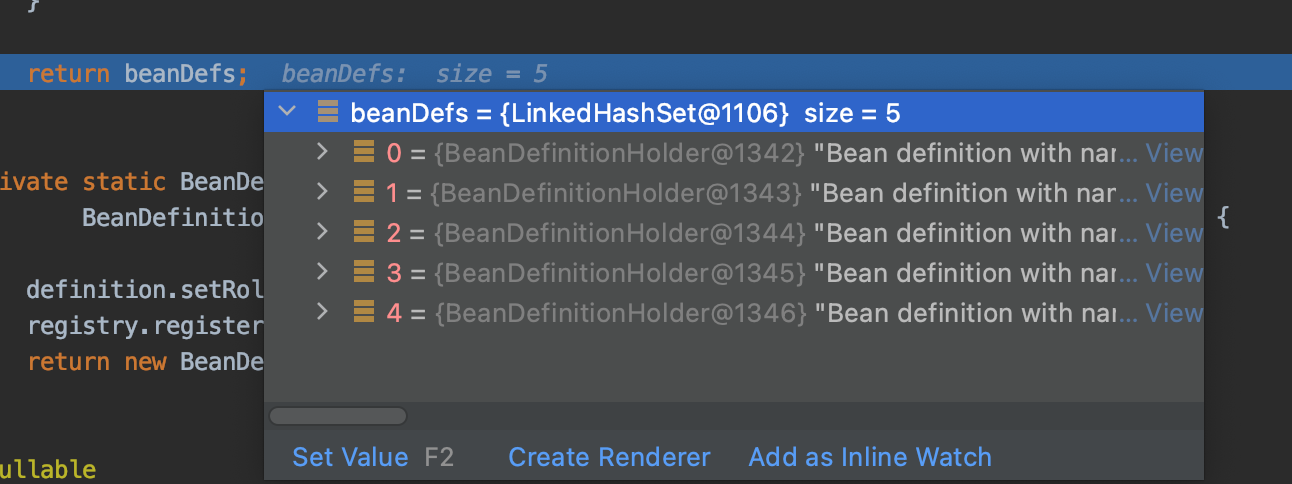 }
return beanDefs;  beanDefs:  size = 5
beanDefs = {LinkedHashSet@1106}  size = 5
0 = {BeanDefinitionHolder@1342} "Bean definition with nar... View
ivate static BeanDe
1 = {BeanDefinitionHolder@1343} "Bean definition with nar... View
BeanDefinitio
{
2 = {BeanDefinitionHolder@1344} "Bean definition with nar... View
3 = {BeanDefinitionHolder@1345} "Bean definition with nar... View
definition.setRol
4 = {BeanDefinitionHolder@1346} "Bean definition with nar... View
registry.register
return new BeanDe
Set Value F2 Create Renderer Add as Inline Watch
ullable